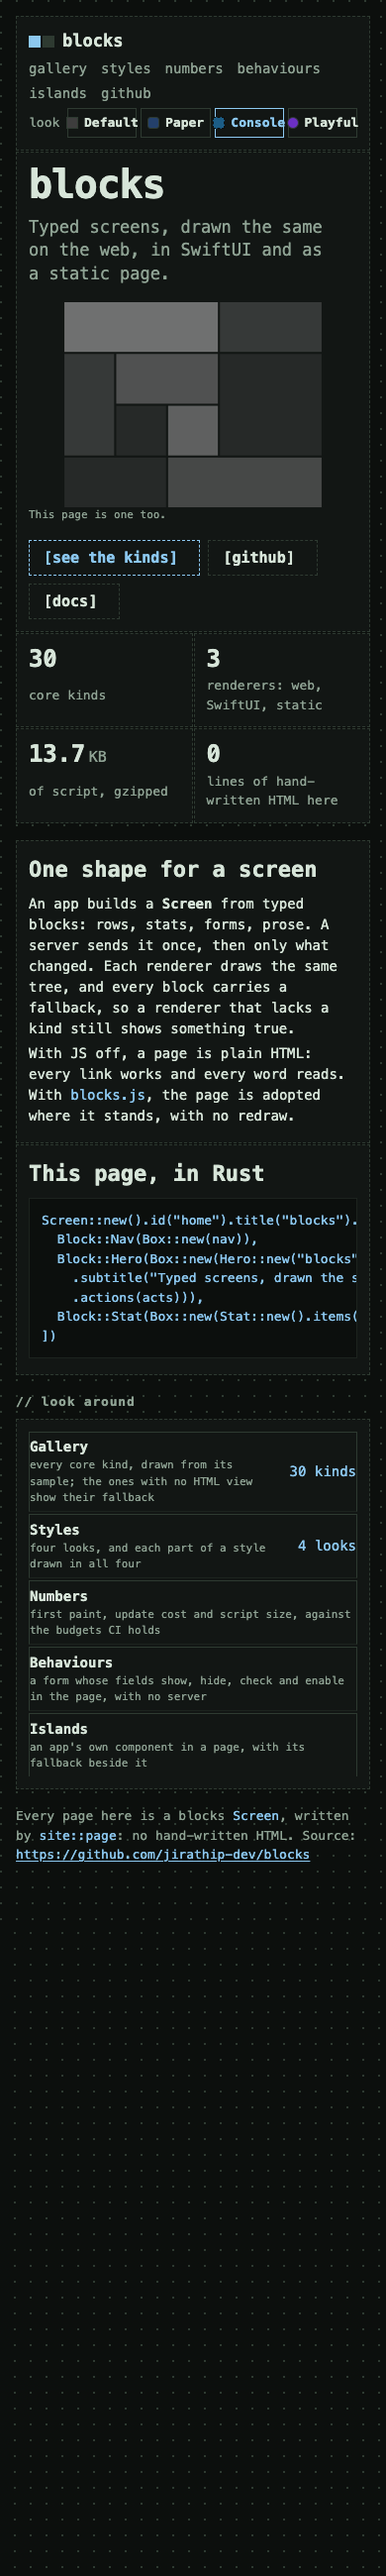 blocks
gallery styles numbers behaviours
islands github
look Default Paper Console Playful
blocks
Typed screens, drawn the same
on the web, in SwiftUI and as
a static page.
This page is one too.
[see the kinds] [github]
[docs]
30
core kinds
3
renderers: web,
SwiftUI, static
13.7 KB
of script, gzipped
0
lines of hand-
written HTML here
One shape for a screen
An app builds a Screen from typed
blocks: rows, stats, forms, prose. A
server sends it once, then only what
changed. Each renderer draws the same
tree, and every block carries a
fallback, so a renderer that lacks a
kind still shows something true.
With JS off, a page is plain HTML:
every link works and every word reads.
With blocks.js, the page is adopted
where it stands, with no redraw.
This page, in Rust
Screen::new().id("home").title("blocks").
Block::Nav(Box::new(nav)),
Block::Hero(Box::new(Hero::new("blocks"
.subtitle("Typed screens, drawn the s
.actions(acts))),
Block::Stat(Box::new(Stat::new().items(
])
// look around
Gallery
every core kind, drawn from its
sample; the ones with no HTML view
show their fallback
30 kinds
Styles
four looks, and each part of a style
drawn in all four
4 looks
Numbers
first paint, update cost and script size, against
the budgets CI holds
Behaviours
a form whose fields show, hide, check and enable
in the page, with no server
Islands
an app's own component in a page, with its
fallback beside it
Every page here is a blocks Screen, written
by site::page: no hand-written HTML. Source:
https://github.com/jirathip-dev/blocks